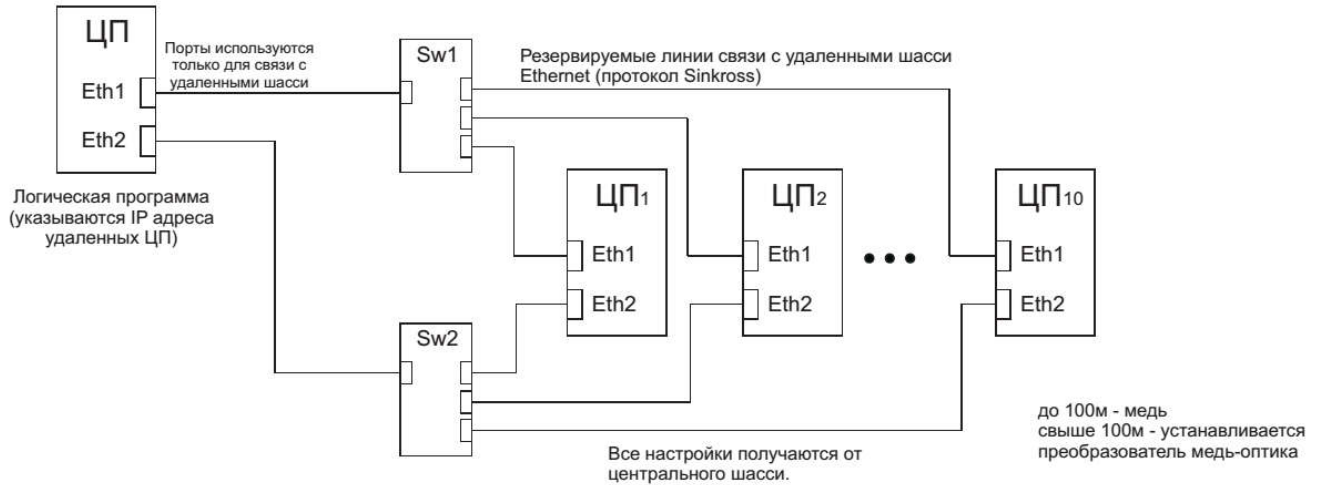 ЦП
Eth1
Eth2
Порты используются
только для связи с
удаленными шасси
Sw1
Резервируемые линии связи с удаленными шасси
Ethernet (протокол Sinkross)
Логическая программа
(указываются IP адреса
удаленных ЦП)
ЦП1
Eth1
Eth2
ЦП2
Eth1
Eth2
ЦП10
Eth1
Eth2
Sw2
до 100м - медь
свыше 100м - устанавливается
преобразователь медь-оптика
Все настройки получаются от
центрального шасси.